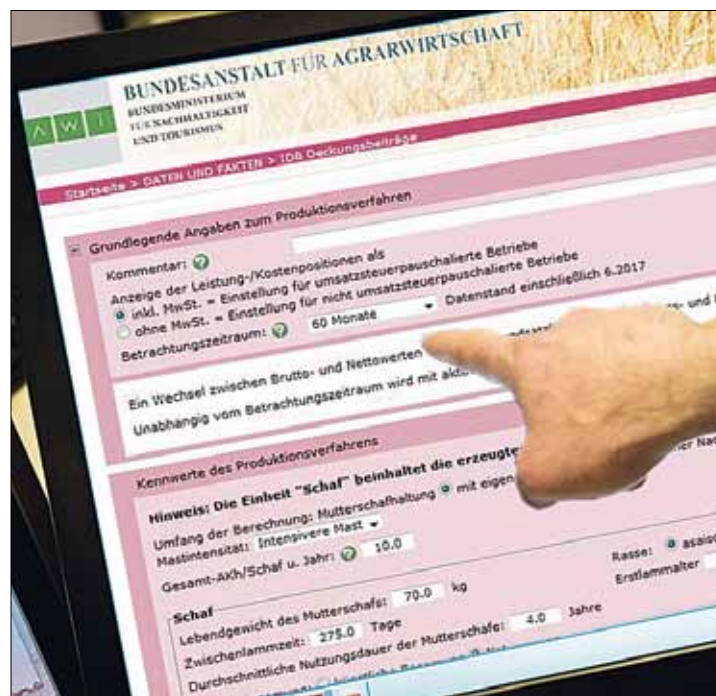 AWI
BUNDESANSTALT FÜR AGRARWIRTSCHAFT
BUNDESMINISTERIUM
FÜR NACHHALTIGKEIT
UND TOURISMUS
Startseite > DATEN UND FAKTEN > IDB Deckungsbeiträge
Grundlegende Angaben zum Produktionsverfahren
Kommentar:
Anzeige der Leistung-/Kostenpositionen als
inkl. MwSt. = Einstellung für umsatzsteuerpauschalierte Betriebe
ohne MwSt. = Einstellung für nicht umsatzsteuerpauschalierte Betriebe
Betrachtungszeitraum: 60 Monate Datenstand einschließlich 6.2017
Ein Wechsel zwischen Brutto- und Nettowerten und
Unabhängig vom Betrachtungszeitraum wird mit
Kennwerte des Produktionsverfahrens
Hinweis: Die Einheit "Schaf" beinhaltet die
Umfang der Berechnung: Mutterschafhaltung mit
Mastintensität: Intensivere Mast
Gesamt-AKh/Schaf u. Jahr: 10.0
Schaf
Lebendgewicht des Mutterschafs: 70.0 kg Rasse:
Zwischenlammzeit: 275.0 Tage Erstlammalter
Durchschnittliche Nutzungsdauer der Mutterschafe: 4.0 Jahre